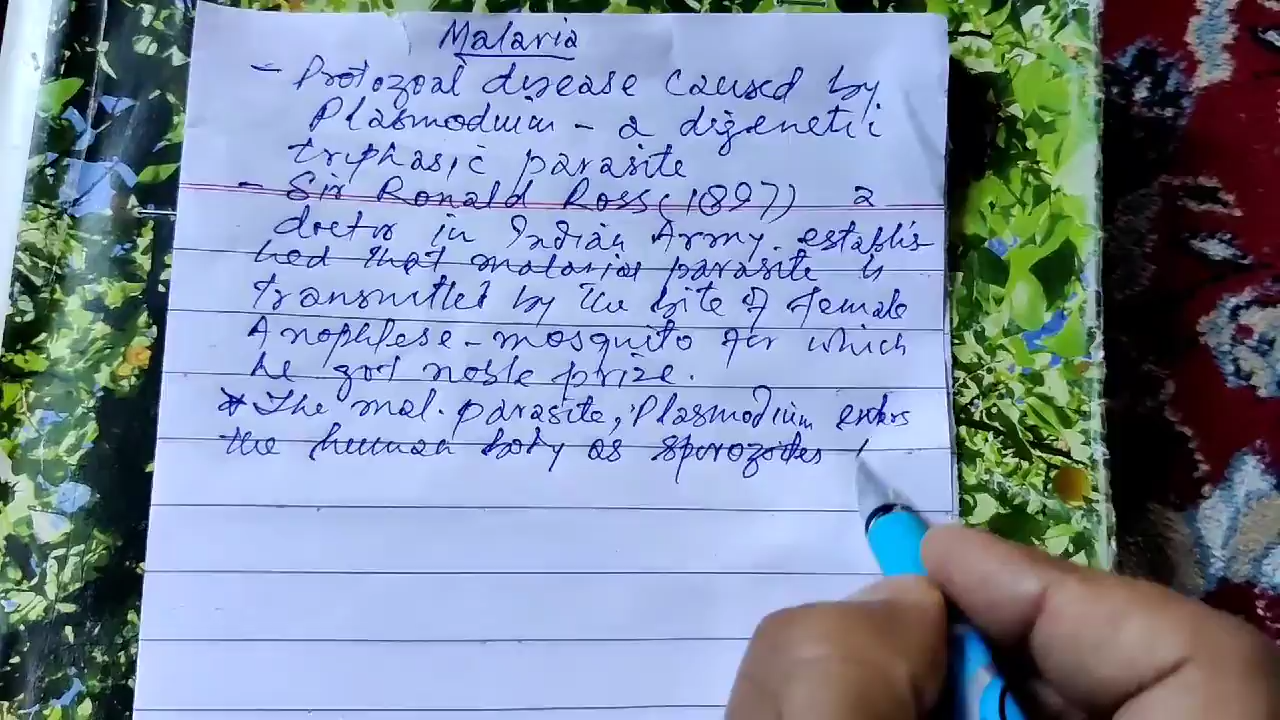 Malaria
- Protozoal disease caused by
Plasmodium - a digenetic
triphasic parasite
- Sir Ronald Ross (1897) a
doctor in Indian Army. establis
hed that malarial parasite is
transmitted by the bite of female
Anophlese - mosquito for which
he got noble prize.
* The mal. parasite, Plasmodium enters
the human body as sporozoites